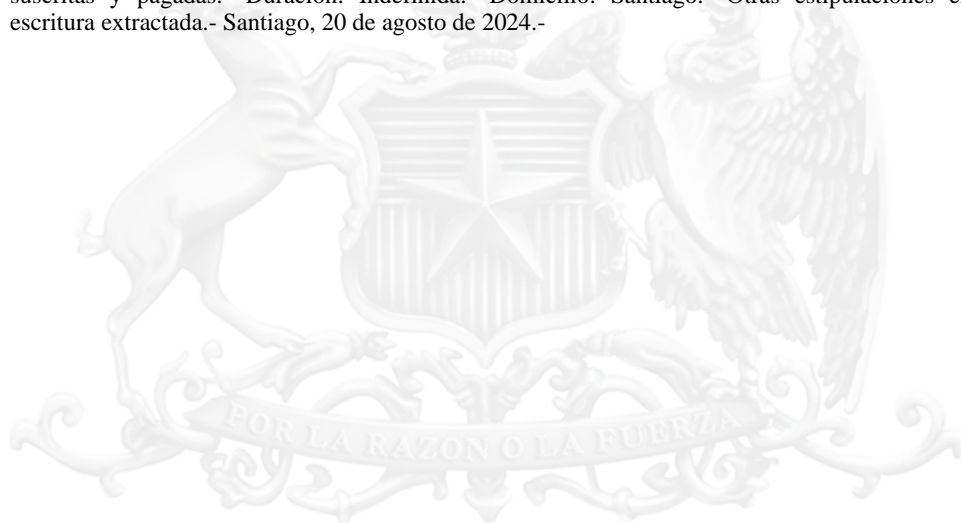 suscritas y pagadas.- Duración: Indefinida.- Domicilio: Santiago.- Otras estipulaciones
escritura extractada.- Santiago, 20 de agosto de 2024.-
POR LA RAZON O LA FUERZA